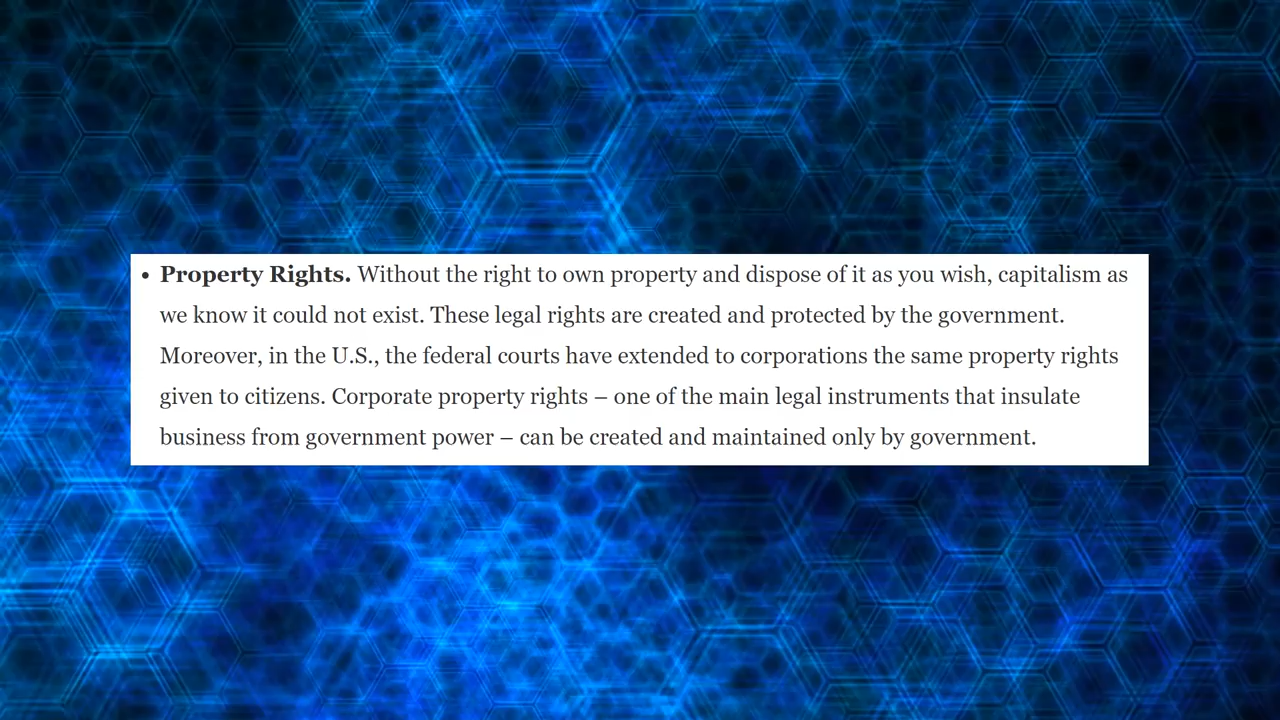 • Property Rights. Without the right to own property and dispose of it as you wish, capitalism as
we know it could not exist. These legal rights are created and protected by the government.
Moreover, in the U.S., the federal courts have extended to corporations the same property rights
given to citizens. Corporate property rights – one of the main legal instruments that insulate
business from government power – can be created and maintained only by government.